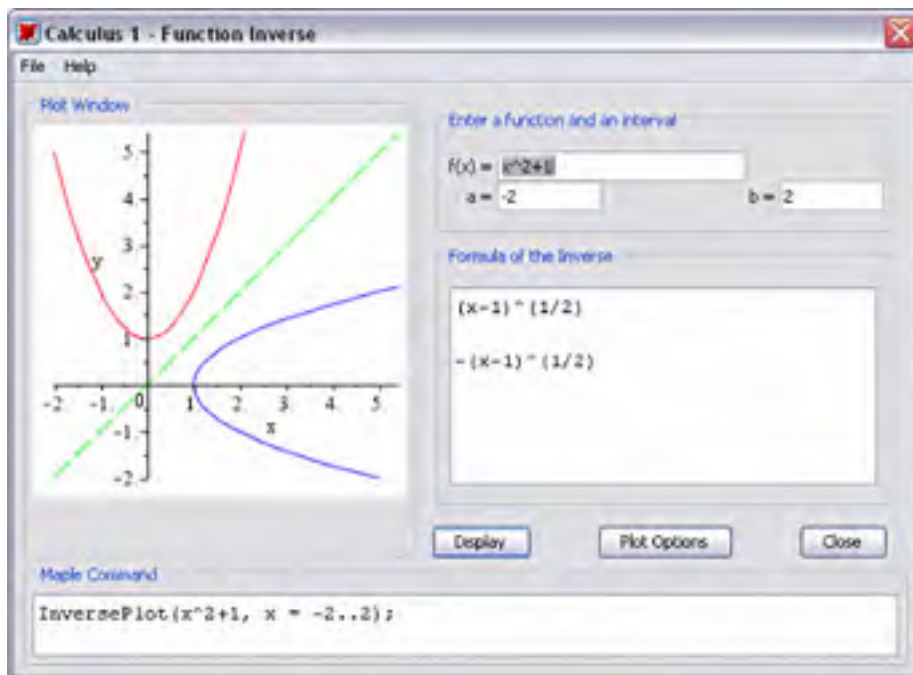 Calculus 1 - Function Inverse
File Help
Plot Window
5.
4.
3.
y
2.
1
-2. -1. 0 1. 2. 3. 4. 5.
x
-1.
-2.
Enter a function and an interval
f(x) = x^2+1
a = -2 b = 2
Formula of the Inverse
(x-1)^(1/2)
-(x-1)^(1/2)
Display Plot Options Close
Maple Command
InversePlot(x^2+1, x = -2..2);